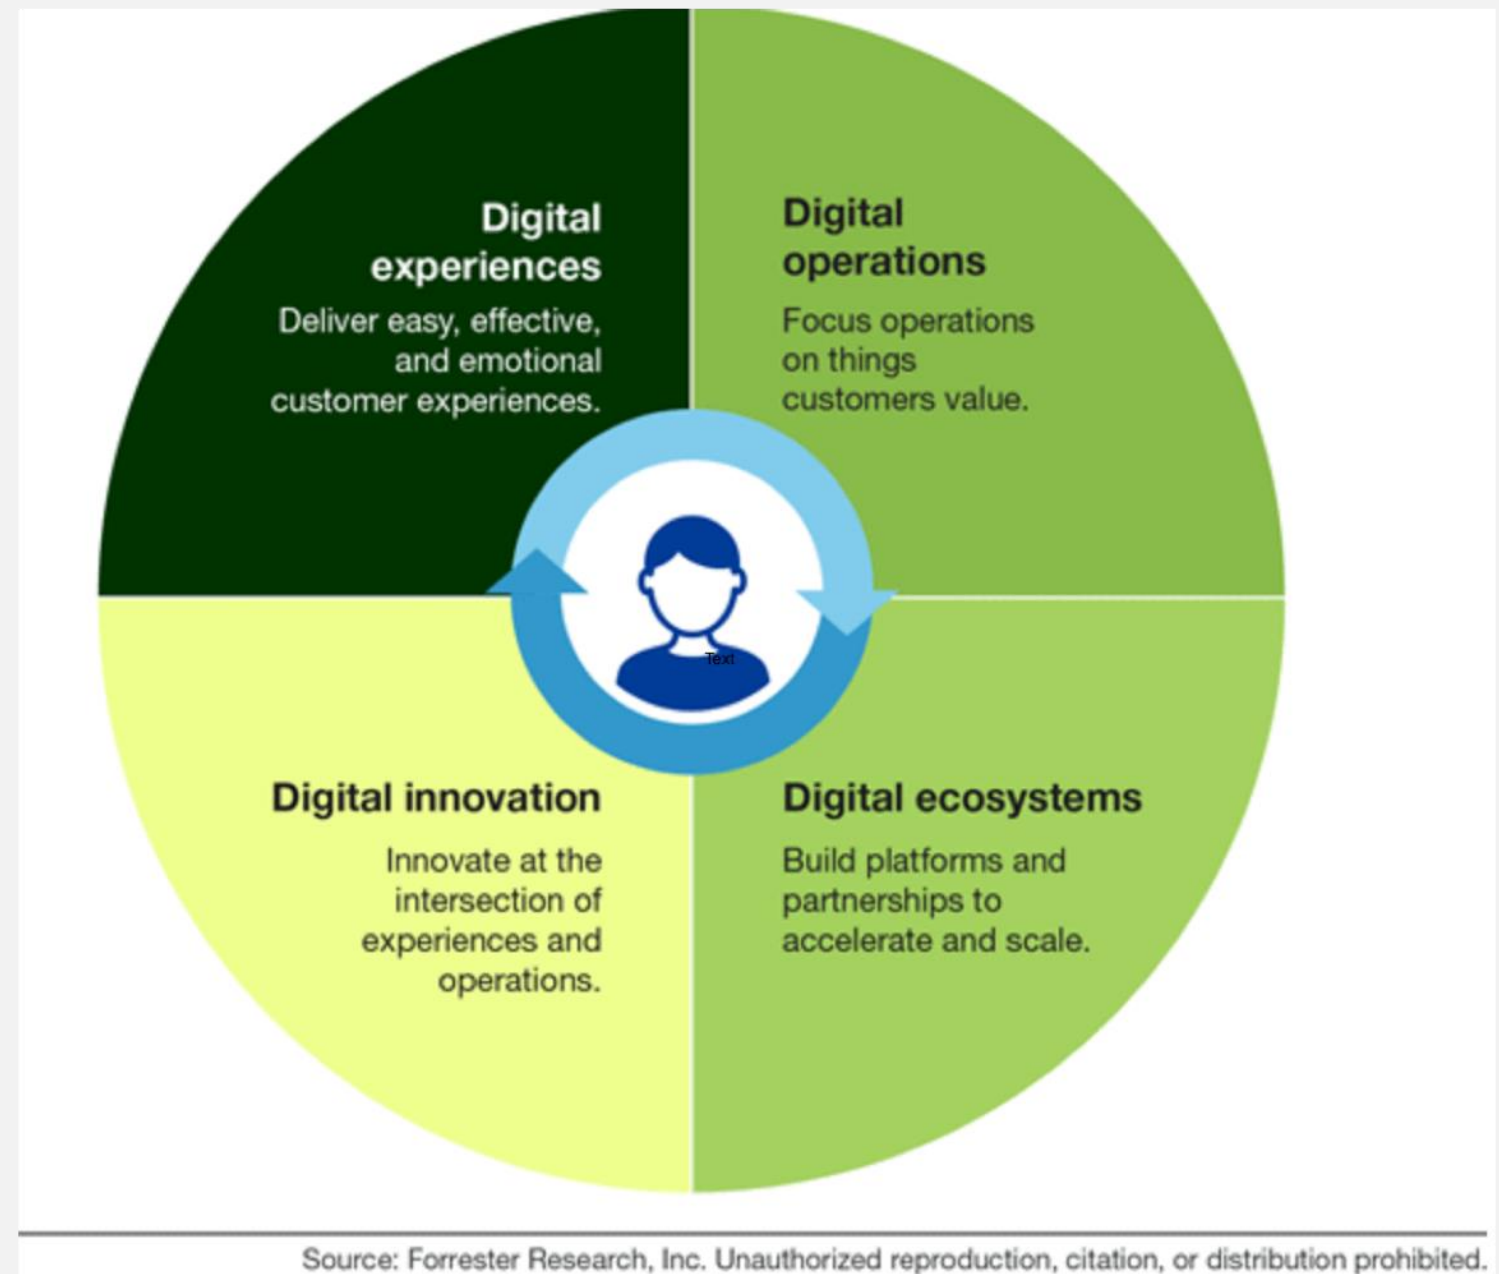 Digital
experiences
Deliver easy, effective,
and emotional
customer experiences.
Digital
operations
Focus operations
on things
customers value.
Text
Digital innovation
Innovate at the
intersection of
experiences and
operations.
Digital ecosystems
Build platforms and
partnerships to
accelerate and scale.
Source: Forrester Research, Inc. Unauthorized reproduction, citation, or distribution prohibited.